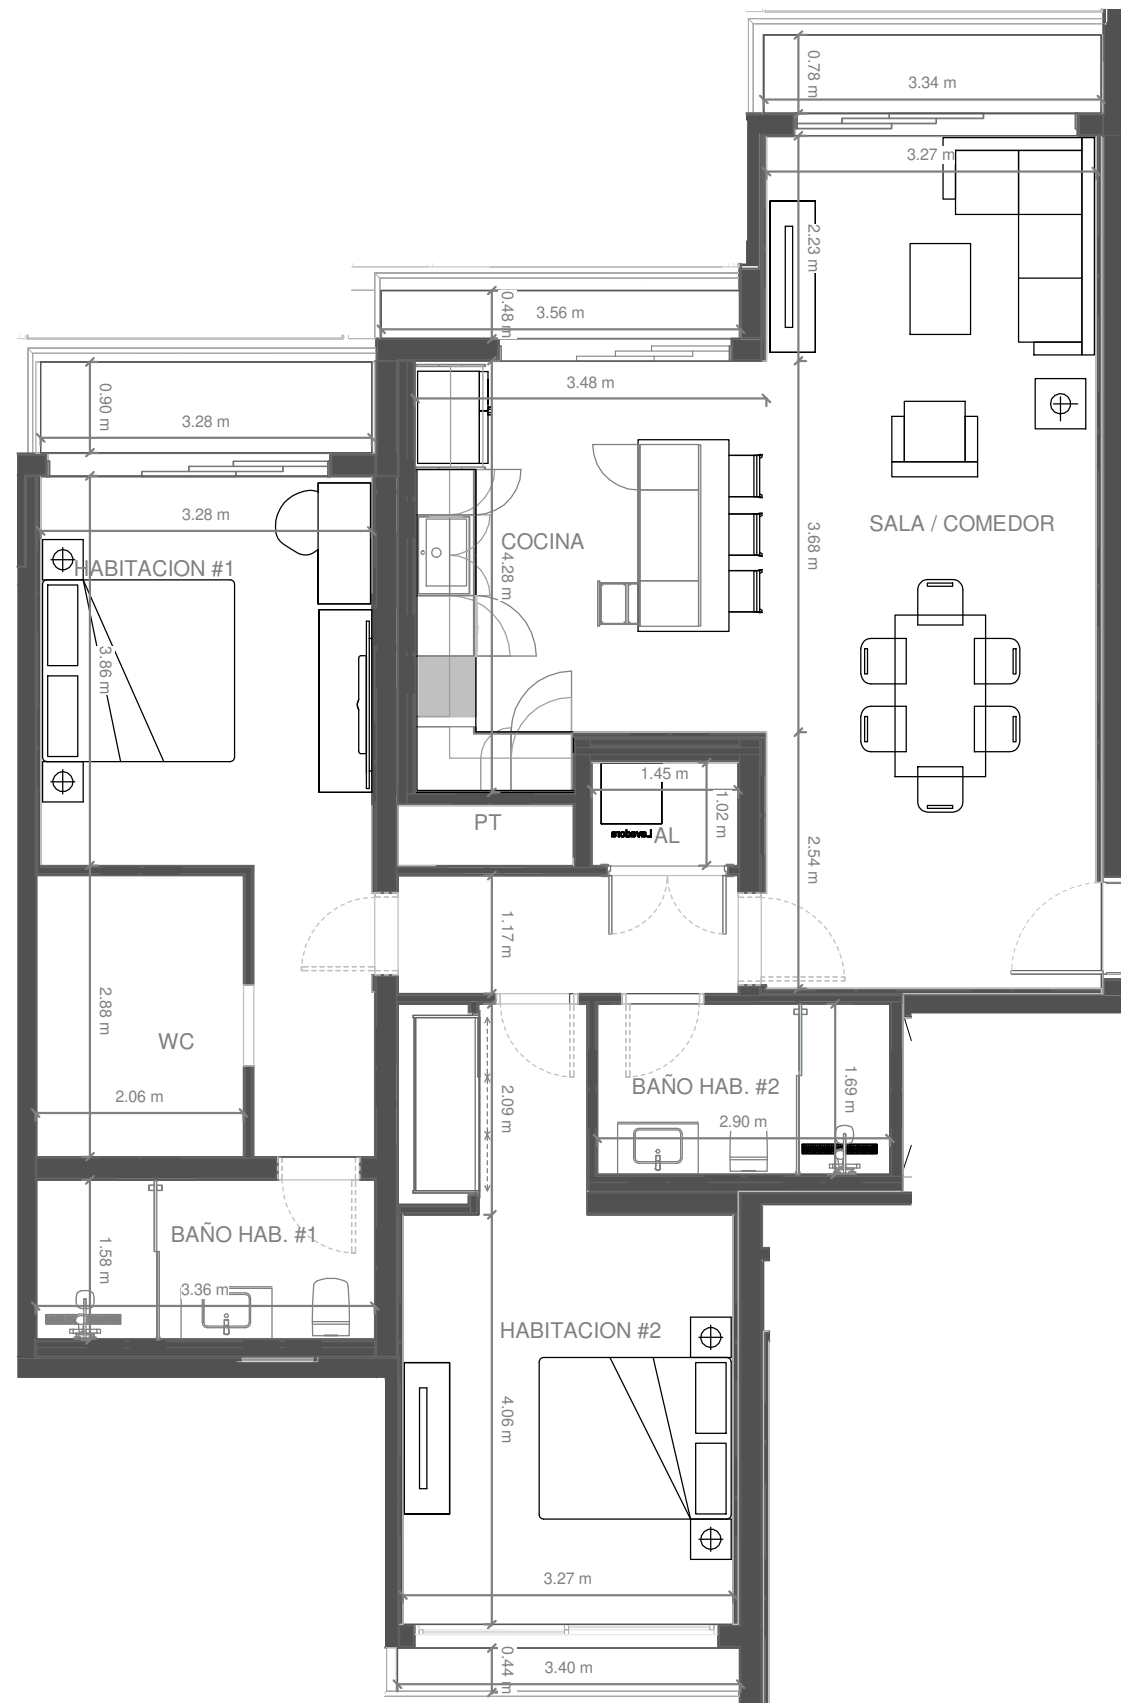 0.78 m
3.34 m
3.27 m
2.23 m
0.48 m
3.56 m
3.48 m
0.90 m
3.28 m
3.28 m
HABITACION #1
COCINA
4.28 m
3.68 m
SALA / COMEDOR
3.86 m
1.45 m
1.02 m
PT
Lavadora
AL
2.54 m
1.17 m
2.88 m
WC
2.06 m
2.09 m
BAÑO HAB. #2
1.69 m
2.90 m
BAÑO HAB. #1
1.58 m
3.36 m
HABITACION #2
4.06 m
3.27 m
0.44 m
3.40 m